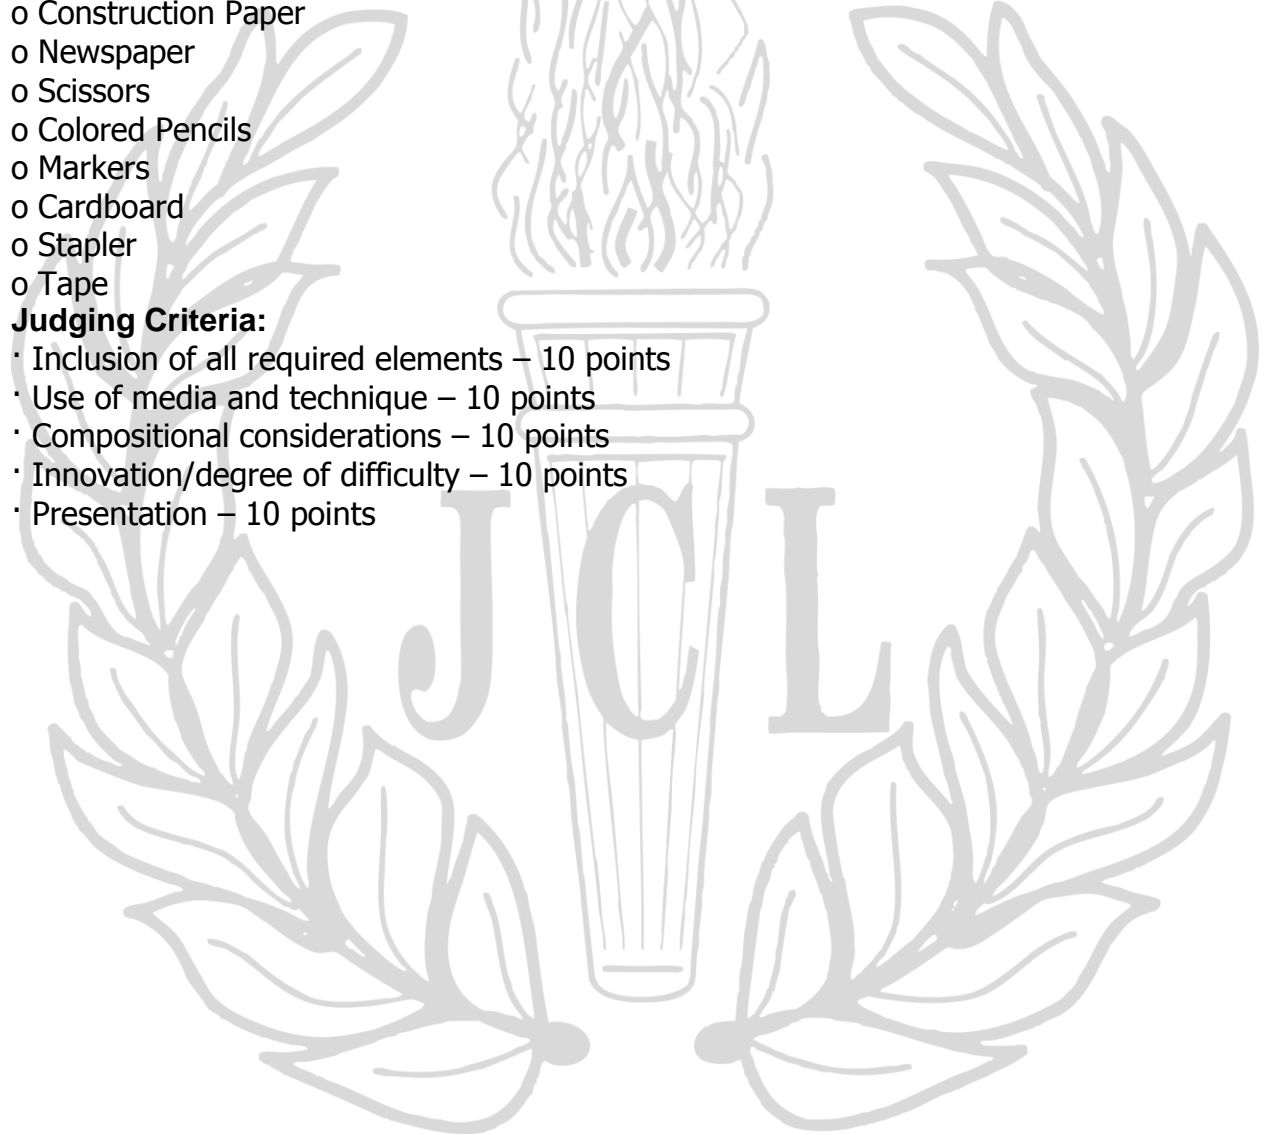 o Construction Paper
o Newspaper
o Scissors
o Colored Pencils
o Markers
o Cardboard
o Stapler
o Tape
Judging Criteria:
· Inclusion of all required elements – 10 points
· Use of media and technique – 10 points
· Compositional considerations – 10 points
· Innovation/degree of difficulty – 10 points
· Presentation – 10 points
J C L